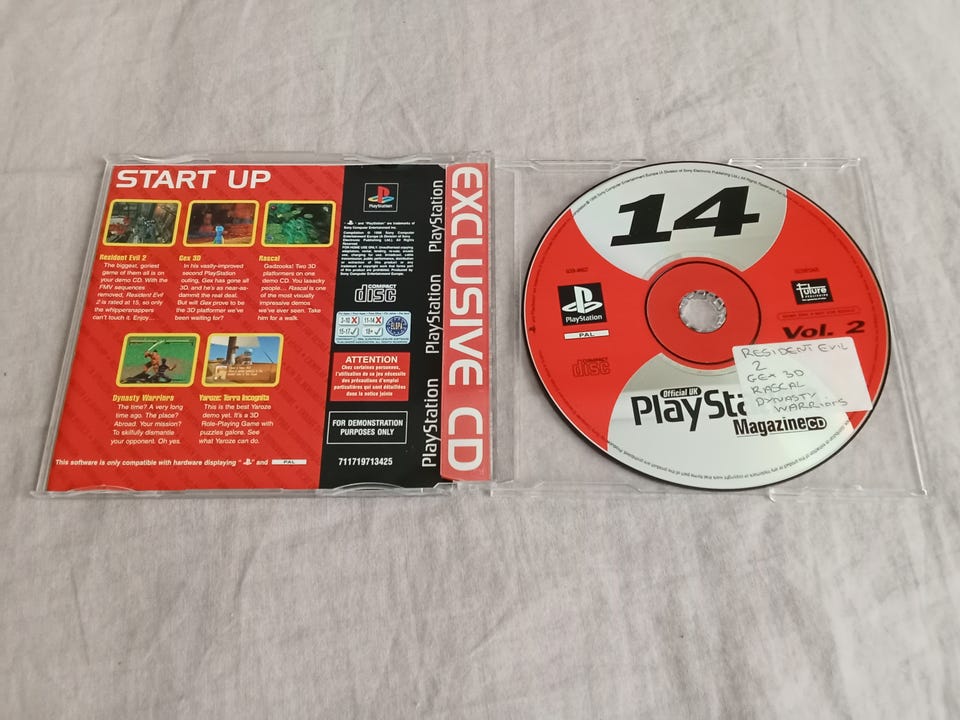 START UP
Resident Evil 2
The biggest, goriest
game of them all is on
your demo CD. With the
FMV sequences
removed, Resident Evil
2 is rated at 15, so only
the whippersnappers
can't touch it. Enjoy...
Gex 3D
In his vastly-improved
second PlayStation
outing, Gex has gone all
3D, and he's as near-as-
dammit the real deal.
But will Gex prove to be
the 3D platformer we've
been waiting for?
Rascal
Gadzooks! Two 3D
platformers on one
demo CD. You laaacky
people... Rascal is one
of the most visually
impressive demos
we've ever seen. Take
him for a walk.
Dynasty Warriors
The time? A very long
time ago. The place?
Abroad. Your mission?
To skilfully dismantle
your opponent. Oh yes.
Yaroze: Terra Incognita
This is the best Yaroze
demo yet. It's a 3D
Role-Playing Game with
puzzles galore. See
what Yaroze can do.
This software is only compatible with hardware displaying " " and PAL
PlayStation
COMPACT
disc
3-10 11-14
15-17 18+
ELSPA
ATTENTION
Chez certaines personnes,
l'utilisation de ce jeu nécessite
des précautions d'emploi
particulières qui sont détaillées
dans la notice jointe
FOR DEMONSTRATION
PURPOSES ONLY
711719713425
PlayStation PlayStation PlayStation
EXCLUSIVE CD
14
PlayStation
PAL
future
Vol. 2
COMPACT
disc
Official UK
PlaySta
Magazine CD
RESIDENT EVIL
2
GEX 3D
RASCAL
DYNASTY
WARRIORS